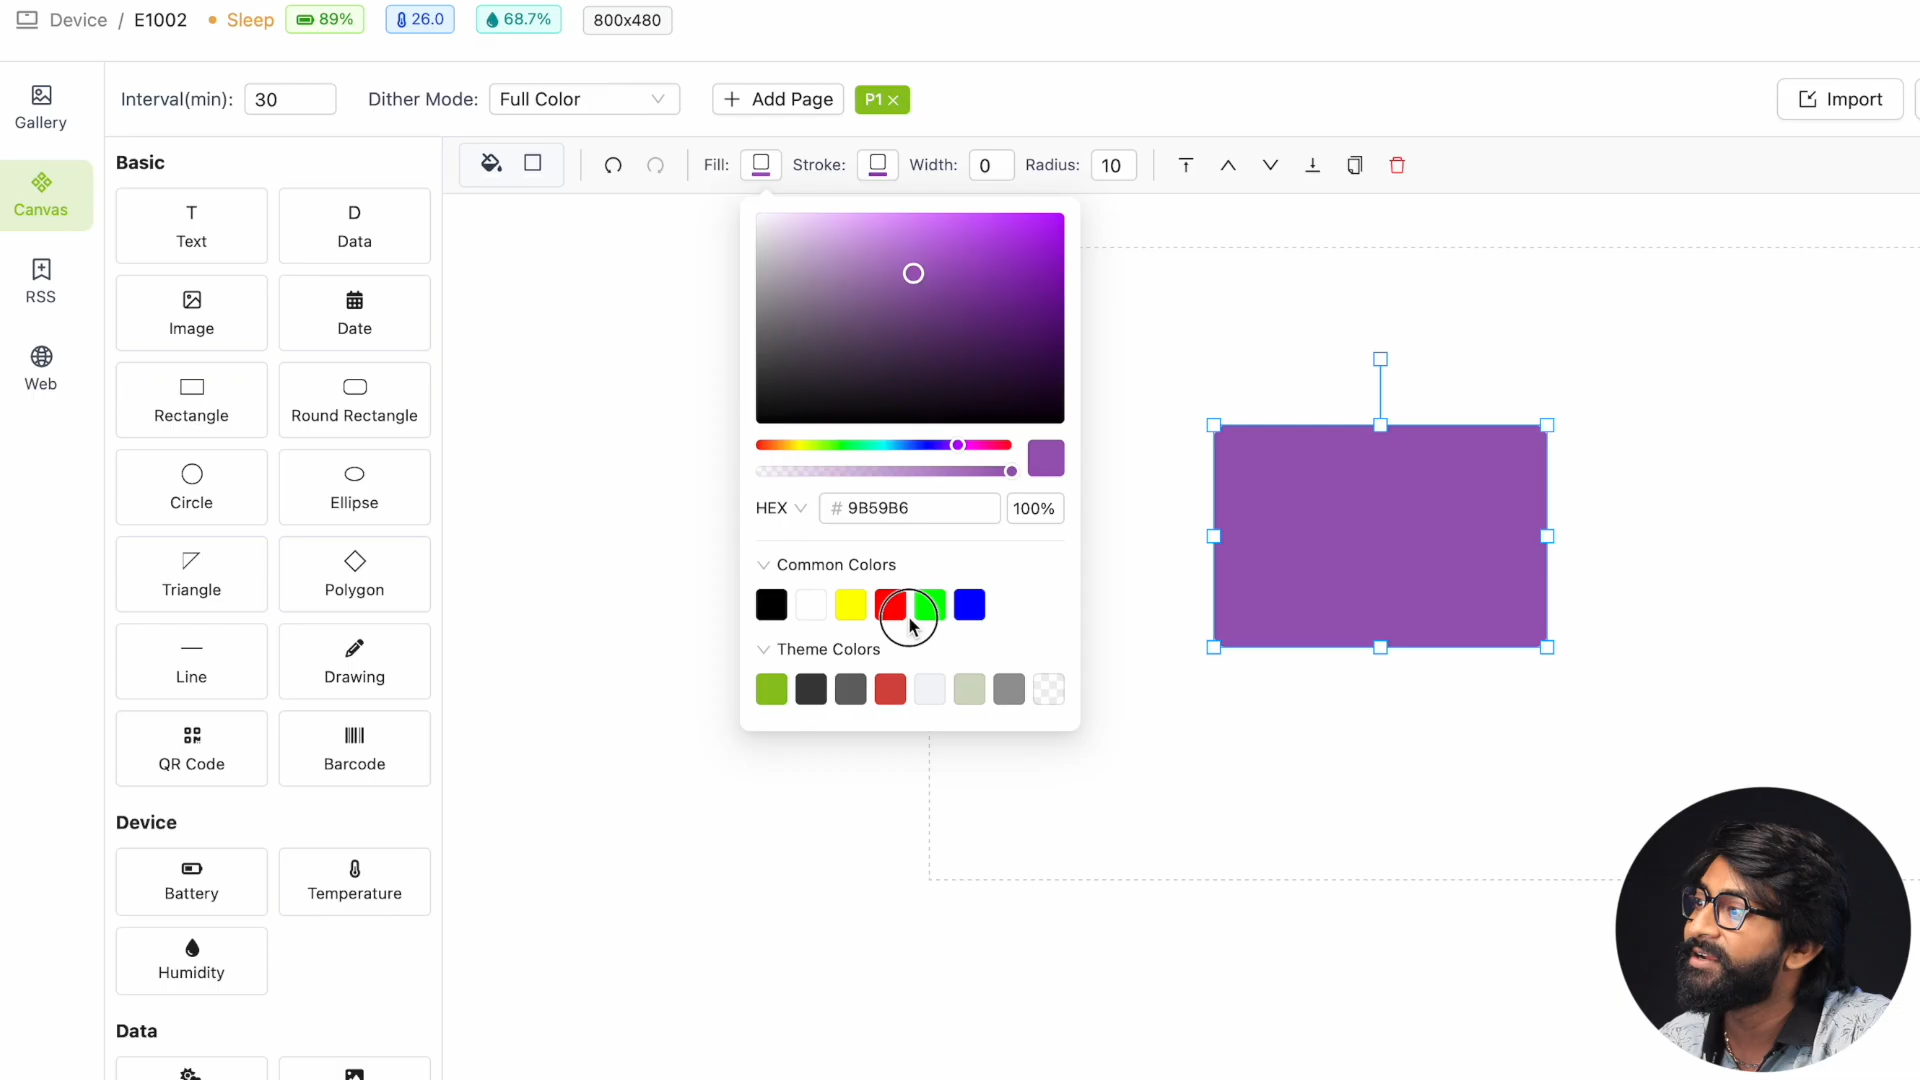 Device / E1002 Sleep 89% 26.0 68.7% 800x480
Interval(min): 30 Dither Mode: Full Color + Add Page P1 × Import
Gallery
Canvas
RSS
Web
Basic
T D
Text Data
Image Date
Rectangle Round Rectangle
Circle Ellipse
Triangle Polygon
Line Drawing
QR Code Barcode
Device
Battery Temperature
Humidity
Data
Fill: Stroke: Width: 0 Radius: 10
HEX # 9B59B6 100%
Common Colors
Theme Colors